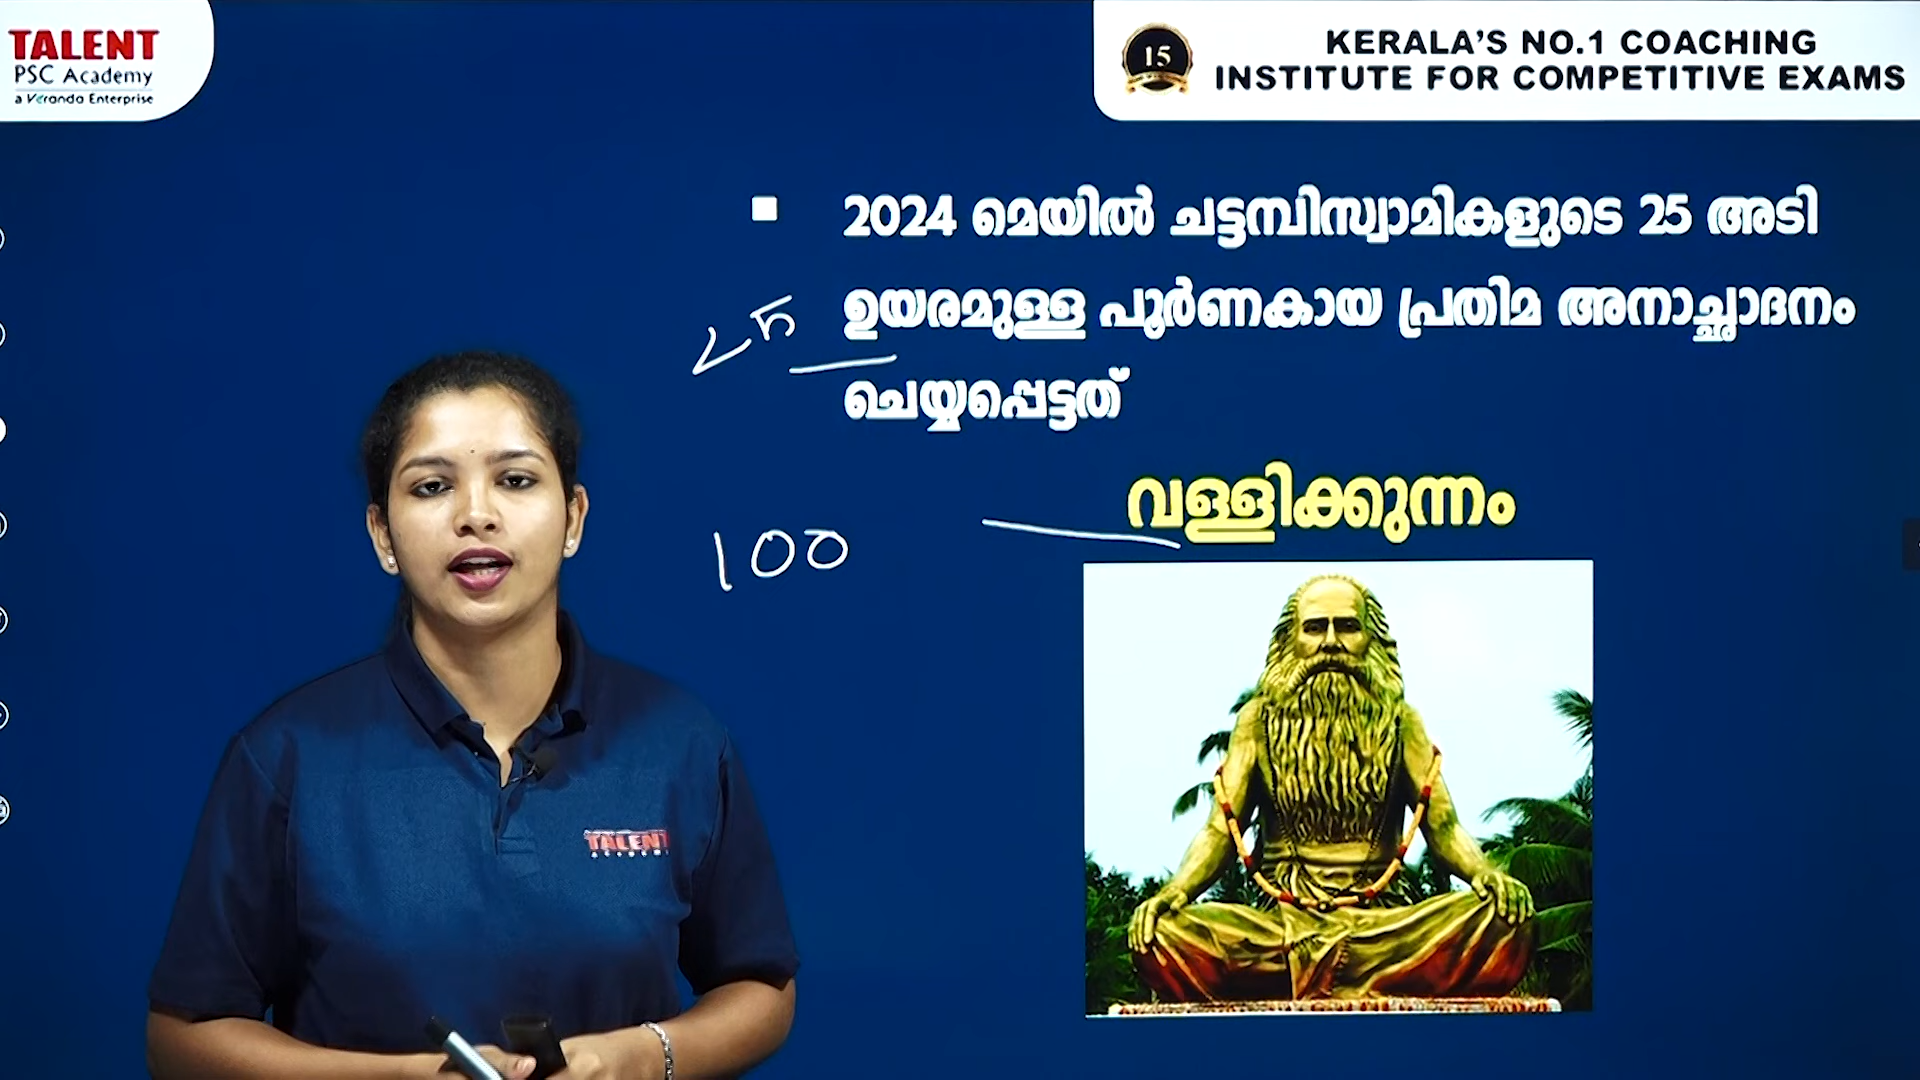 TALENT
PSC Academy
a Veranda Enterprise
15
KERALA'S NO.1 COACHING
INSTITUTE FOR COMPETITIVE EXAMS
2024 മെയിൽ ചട്ടമ്പിസ്വാമികളുടെ 25 അടി
ഉയരമുള്ള പൂർണകായ പ്രതിമ അനാച്ഛാദനം
ചെയ്യപ്പെട്ടത്
25
വള്ളിക്കുന്നം
100
TALENT